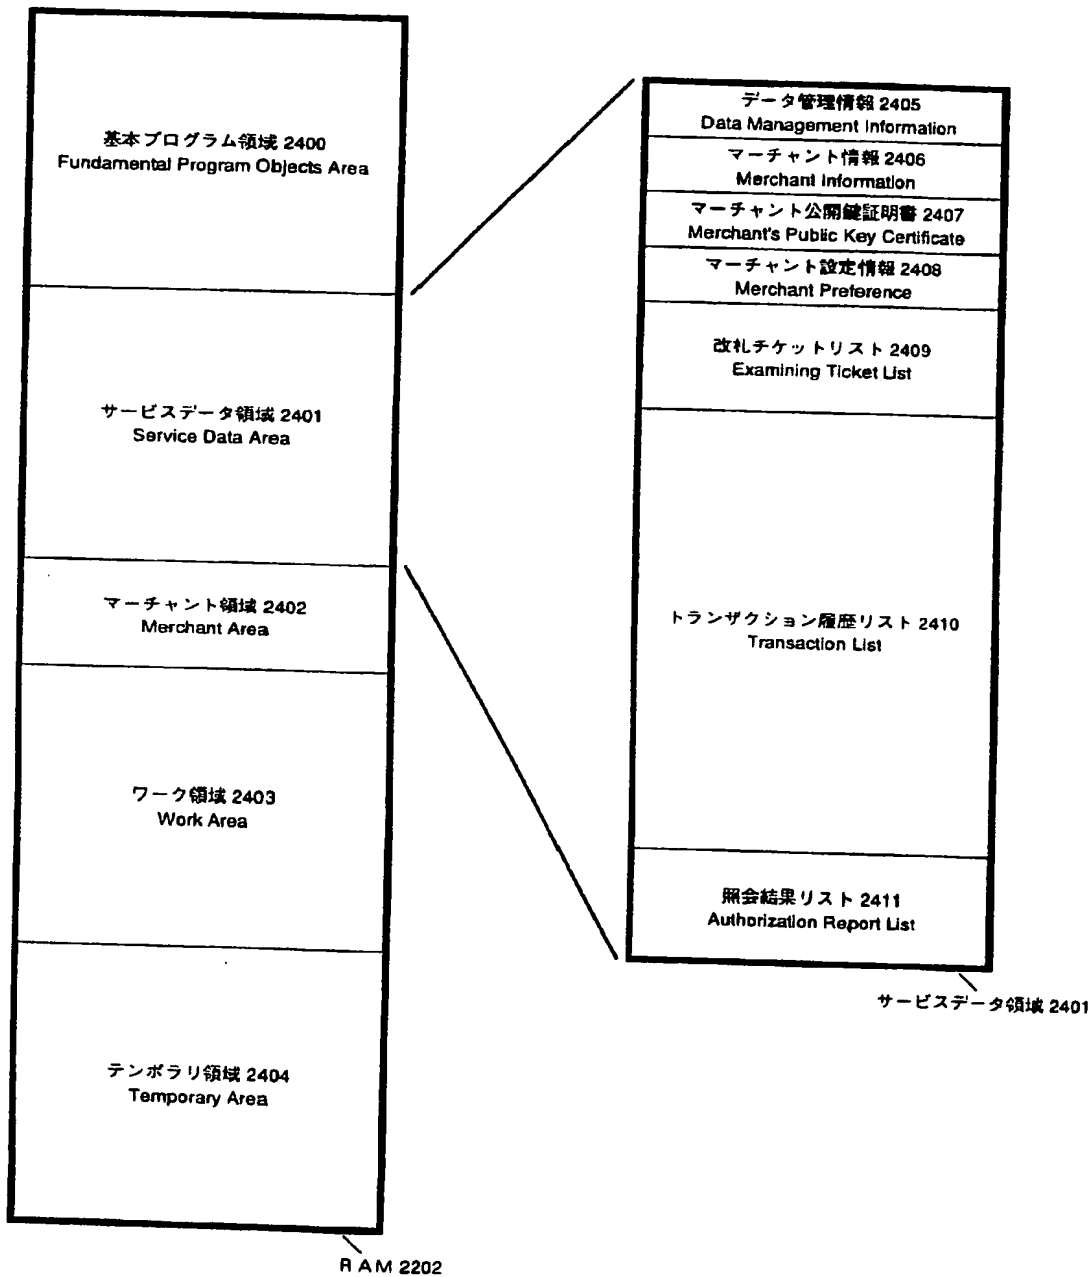 基本プログラム領域 2400
Fundamental Program Objects Area
サービスデータ領域 2401
Service Data Area
マーチャント領域 2402
Merchant Area
ワーク領域 2403
Work Area
テンポラリ領域 2404
Temporary Area
RAM 2202
データ管理情報 2405
Data Management Information
マーチャント情報 2406
Merchant Information
マーチャント公開鍵証明書 2407
Merchant's Public Key Certificate
マーチャント設定情報 2408
Merchant Preference
改札チケットリスト 2409
Examining Ticket List
トランザクション履歴リスト 2410
Transaction List
照会結果リスト 2411
Authorization Report List
サービスデータ領域 2401